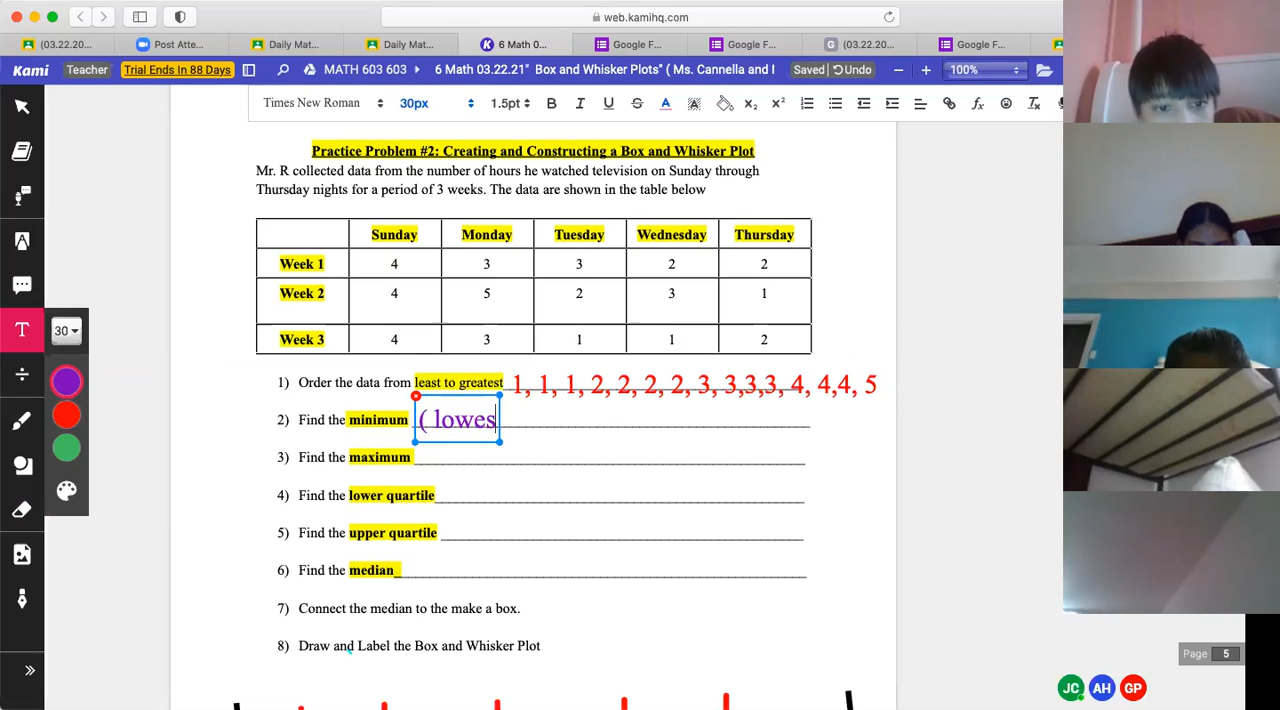 web.kamihq.com
(03.22.20...
Post Atte...
Daily Mat...
Daily Mat...
6 Math 0...
Google F...
Google F...
(03.22.20...
Google F...
Kami Teacher Trial Ends In 88 Days MATH 603 603 6 Math 03.22.21" Box and Whisker Plots" ( Ms. Cannella and Saved Undo 100%
Times New Roman 30px 1.5pt B I U S A A x₂ x² fx Tx
Practice Problem #2: Creating and Constructing a Box and Whisker Plot
Mr. R collected data from the number of hours he watched television on Sunday through
Thursday nights for a period of 3 weeks. The data are shown in the table below
Sunday Monday Tuesday Wednesday Thursday
Week 1 4 3 3 2 2
Week 2 4 5 2 3 1
Week 3 4 3 1 1 2
30
1) Order the data from least to greatest 1, 1, 1, 2, 2, 2, 2, 3, 3,3,3, 4, 4,4, 5
2) Find the minimum ( lowes
3) Find the maximum
4) Find the lower quartile
5) Find the upper quartile
6) Find the median
7) Connect the median to the make a box.
8) Draw and Label the Box and Whisker Plot
Page 5
JC AH GP